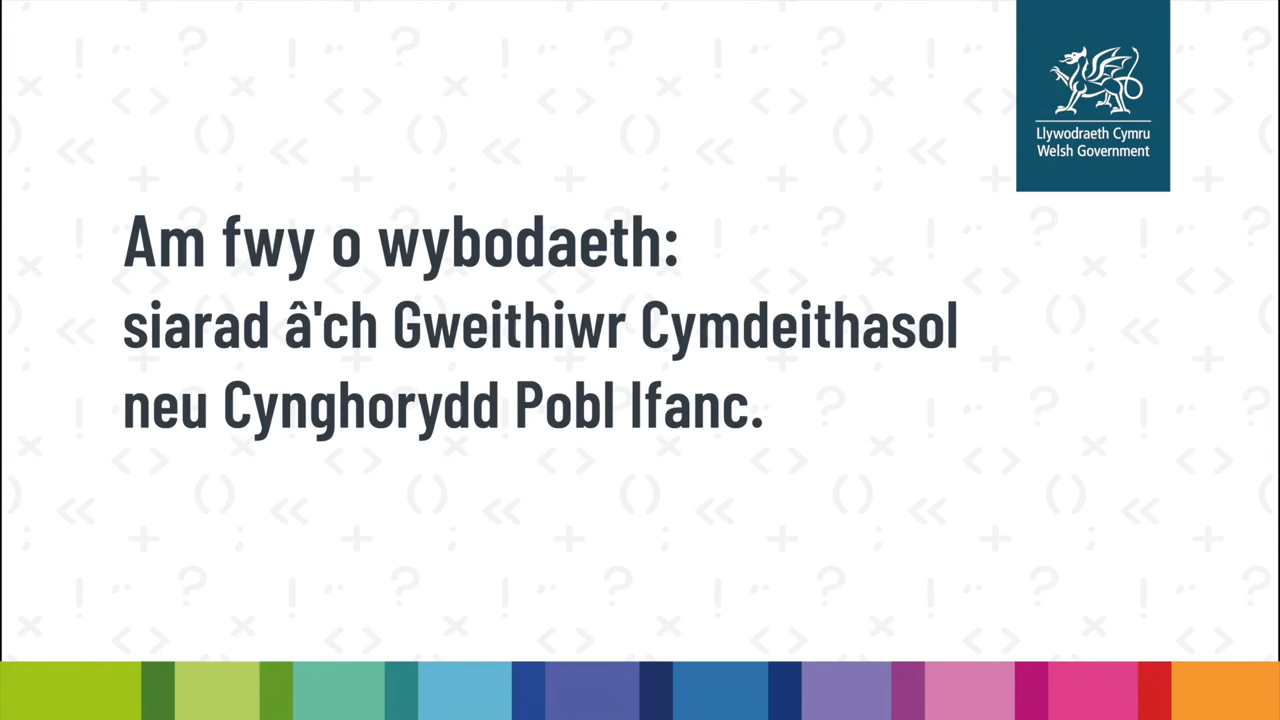 Llywodraeth Cymru
Welsh Government
Am fwy o wybodaeth:
siarad â'ch Gweithiwr Cymdeithasol
neu Cynghorydd Pobl Ifanc.